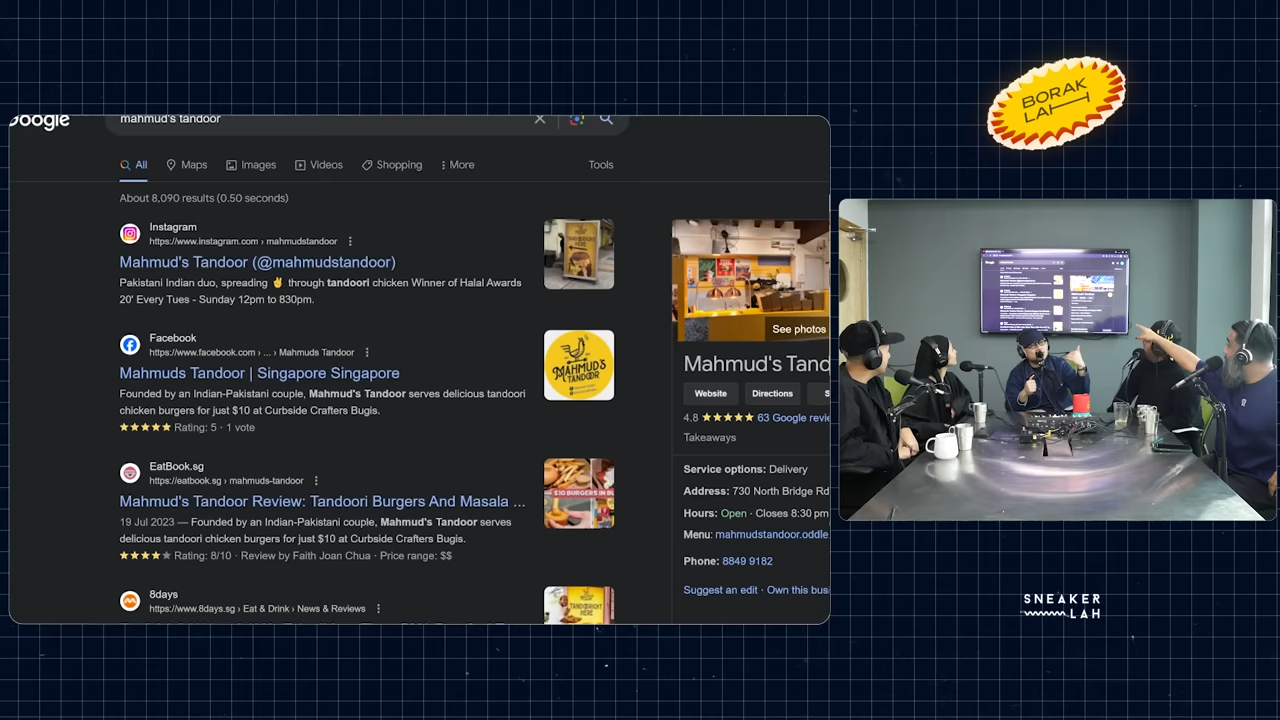 Google
mahmud's tandoor
All
Maps
Images
Videos
Shopping
More
Tools
About 8,090 results (0.50 seconds)
Instagram
https://www.instagram.com › mahmudstandoor
Mahmud's Tandoor (@mahmudstandoor)
Pakistani Indian duo, spreading ✌ through tandoori chicken Winner of Halal Awards
20' Every Tues - Sunday 12pm to 830pm.
Facebook
https://www.facebook.com › ... › Mahmuds Tandoor
Mahmuds Tandoor | Singapore Singapore
Founded by an Indian-Pakistani couple, Mahmud's Tandoor serves delicious tandoori
chicken burgers for just $10 at Curbside Crafters Bugis.
Rating: 5 · 1 vote
MAHMUD'S
TANDOOR
EatBook.sg
https://eatbook.sg › mahmuds-tandoor
Mahmud's Tandoor Review: Tandoori Burgers And Masala ...
19 Jul 2023 — Founded by an Indian-Pakistani couple, Mahmud's Tandoor serves
delicious tandoori chicken burgers for just $10 at Curbside Crafters Bugis.
Rating: 8/10 · Review by Faith Joan Chua · Price range: $$
$10 BURGERS IN BU
8days
https://www.8days.sg › Eat & Drink › News & Reviews
See photos
Mahmud's Tand
Website
Directions
S
4.8 ★★★★★ 63 Google revie
Takeaways
Service options: Delivery
Address: 730 North Bridge Rd
Hours: Open · Closes 8:30 pm
Menu: mahmudstandoor.oddle
Phone: 8849 9182
Suggest an edit · Own this busi
BORAK
LAH
SNEAKER
LAH